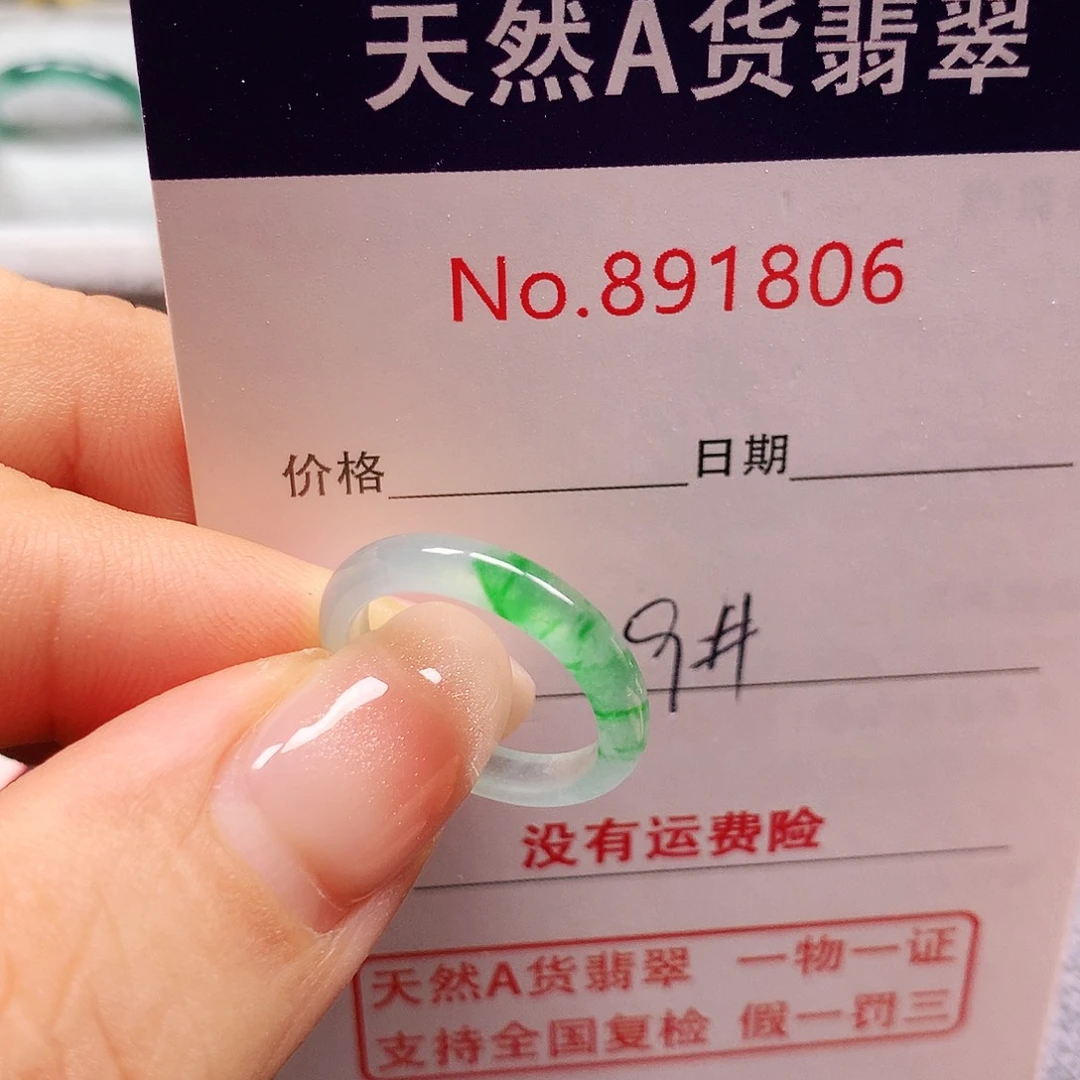 天然A货翡翠
No.891806
价格 日期
9#
没有运费险
天然A货翡翠 一物一证
支持全国复检 假一罚三